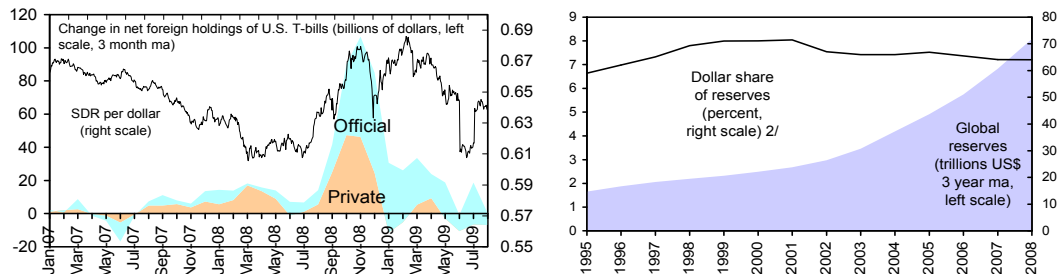 Change in net foreign holdings of U.S. T-bills (billions of dollars, left
scale, 3 month ma)
SDR per dollar
(right scale)
Official
Private
120
100
80
60
40
20
0
-20
0.69
0.67
0.65
0.63
0.61
0.59
0.57
0.55
Jan-07
Mar-07
May-07
Jul-07
Sep-07
Nov-07
Jan-08
Mar-08
May-08
Jul-08
Sep-08
Nov-08
Jan-09
Mar-09
May-09
Jul-09
Dollar share
of reserves
(percent,
right scale) 2/
Global
reserves
(trillions US$
3 year ma,
left scale)
9
8
7
6
5
4
3
2
1
0
80
70
60
50
40
30
20
10
0
1995
1996
1997
1998
1999
2000
2001
2002
2003
2004
2005
2006
2007
2008